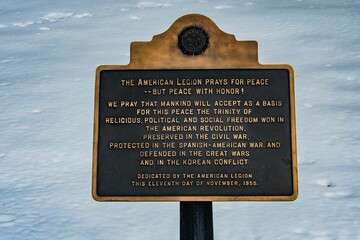 THE AMERICAN LEGION PRAYS FOR PEACE
--BUT PEACE WITH HONOR!
WE PRAY THAT MANKIND WILL ACCEPT AS A BASIS
FOR THIS PEACE THE TRINITY OF
RELIGIOUS, POLITICAL, AND SOCIAL FREEDOM WON IN
THE AMERICAN REVOLUTION,
PRESERVED IN THE CIVIL WAR,
PROTECTED IN THE SPANISH-AMERICAN WAR, AND
DEFENDED IN THE GREAT WARS
AND IN THE KOREAN CONFLICT
DEDICATED BY THE AMERICAN LEGION
THIS ELEVENTH DAY OF NOVEMBER, 1955.